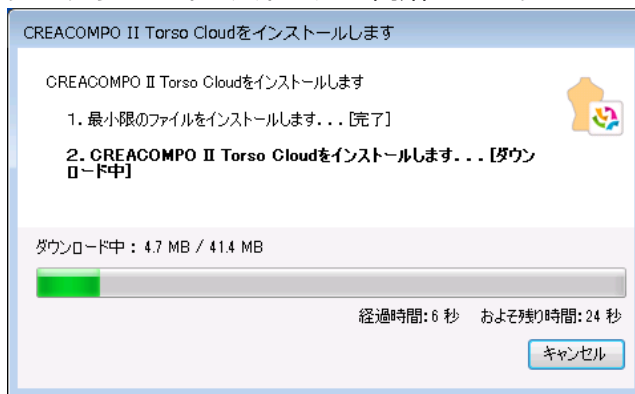 CREACOMPO II Torso Cloudをインストールします
CREACOMPO Ⅱ Torso Cloudをインストールします
1. 最小限のファイルをインストールします...[完了]
2. CREACOMPO Ⅱ Torso Cloudをインストールします...[ダウン
ロード中]
ダウンロード中：4.7 MB / 41.4 MB
経過時間:6 秒 およそ残り時間:24 秒
キャンセル